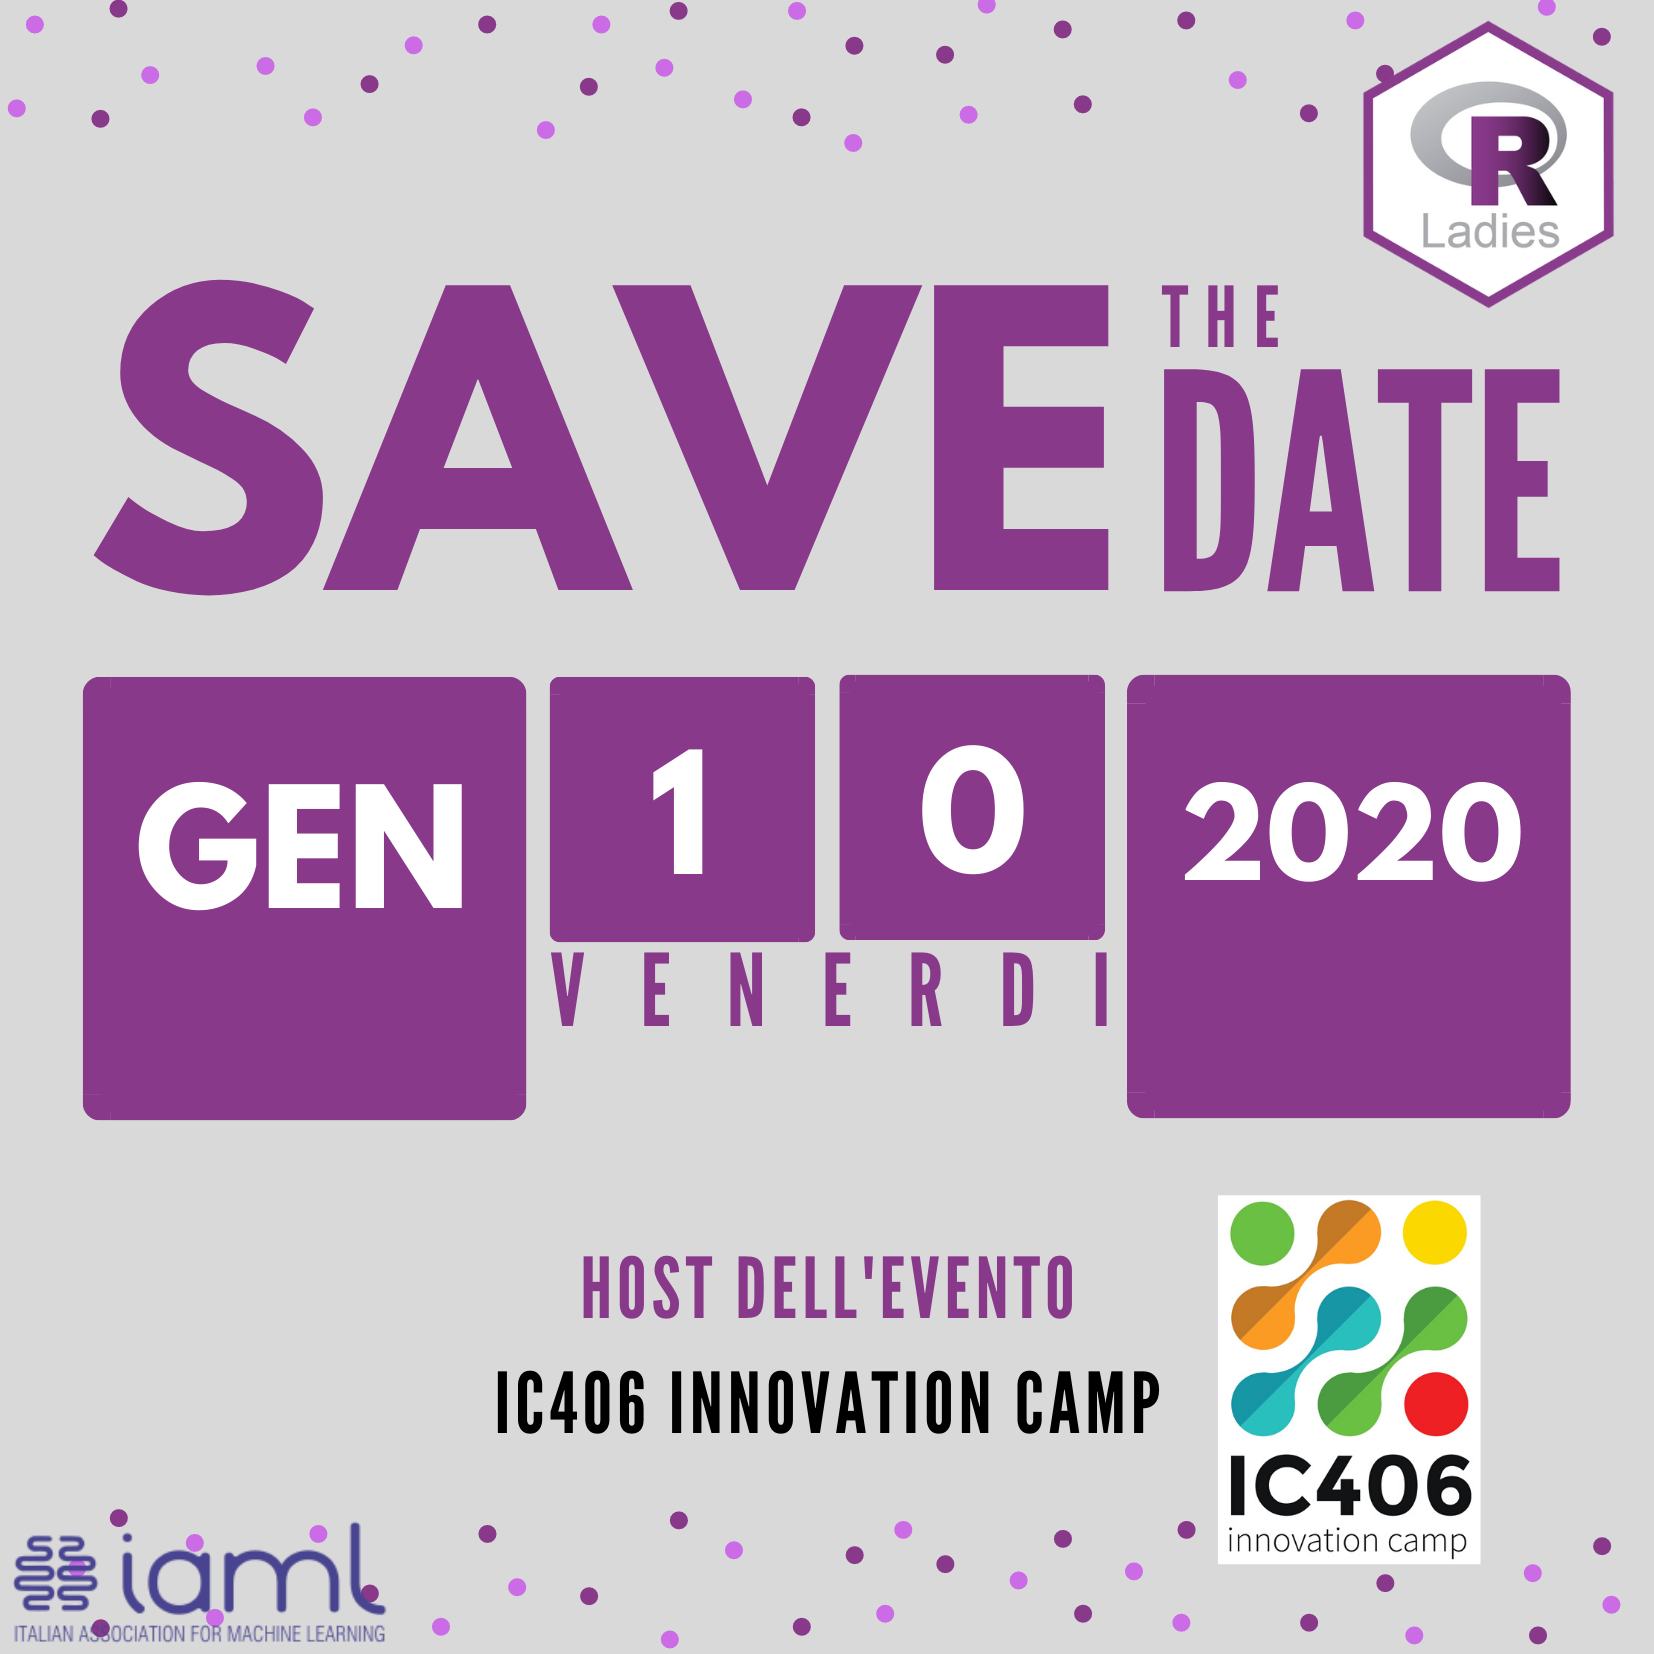 R
Ladies
SAVE
THE
DATE
GEN
1
0
2020
VENERDI
HOST DELL'EVENTO
IC406 INNOVATION CAMP
IC406
innovation camp
iaml
ITALIAN ASSOCIATION FOR MACHINE LEARNING